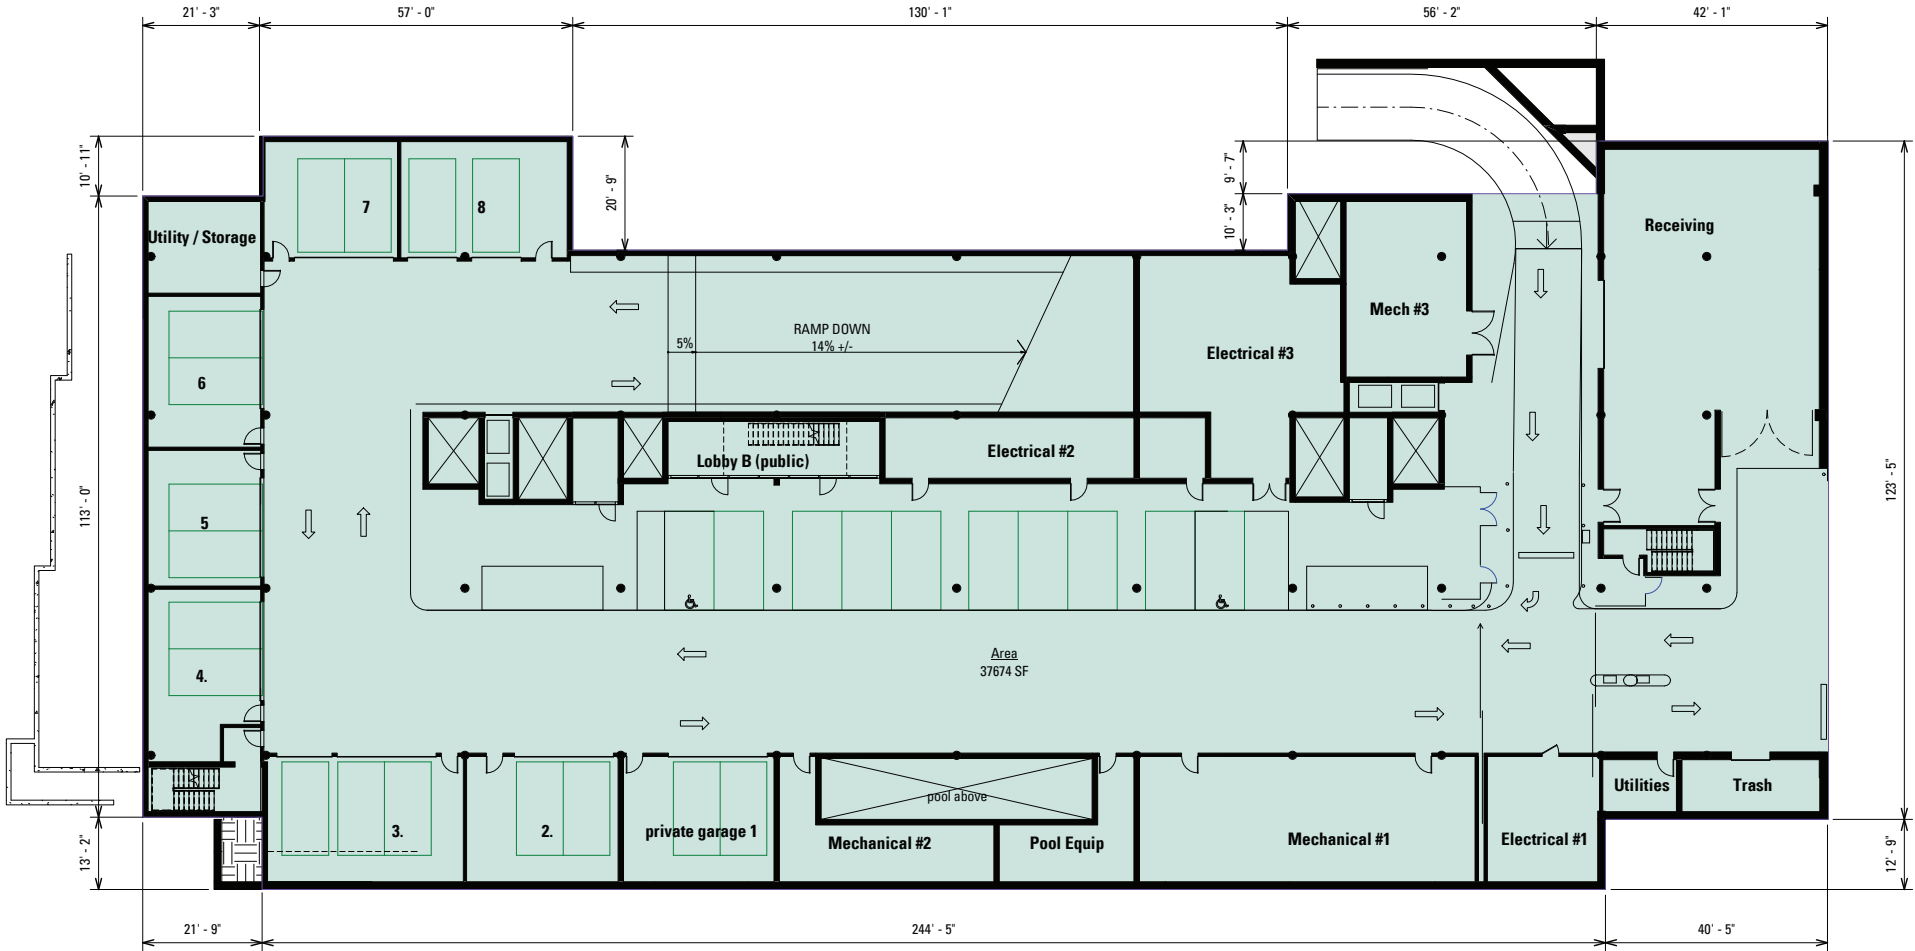 21' - 3"
57' - 0"
130' - 1"
56' - 2"
42' - 1"
10' - 11"
20' - 9"
9' - 7"
10' - 3"
113' - 0"
123' - 5"
13' - 2"
12' - 9"
7
8
Utility / Storage
Receiving
6
5%
RAMP DOWN
14% +/-
Mech #3
Electrical #3
Lobby B (public)
Electrical #2
5
4.
Area
37674 SF
3.
2.
private garage 1
pool above
Mechanical #2
Pool Equip
Mechanical #1
Electrical #1
Utilities
Trash
21' - 9"
244' - 5"
40' - 5"